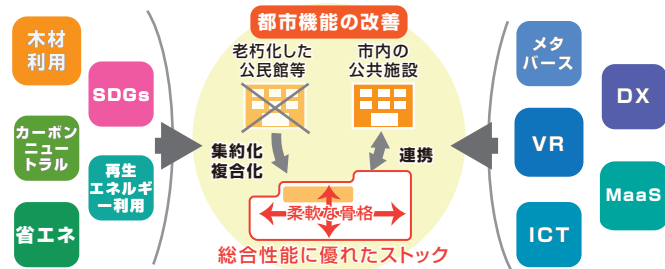 都市機能の改善
木材
利用
SDGs
カーボン
ニュー
トラル
再生
エネルギ
ー利用
省エネ
老朽化した
公民館等
市内の
公共施設
集約化
複合化
連携
柔軟な骨格
総合性能に優れたストック
メタ
バース
DX
VR
MaaS
ICT